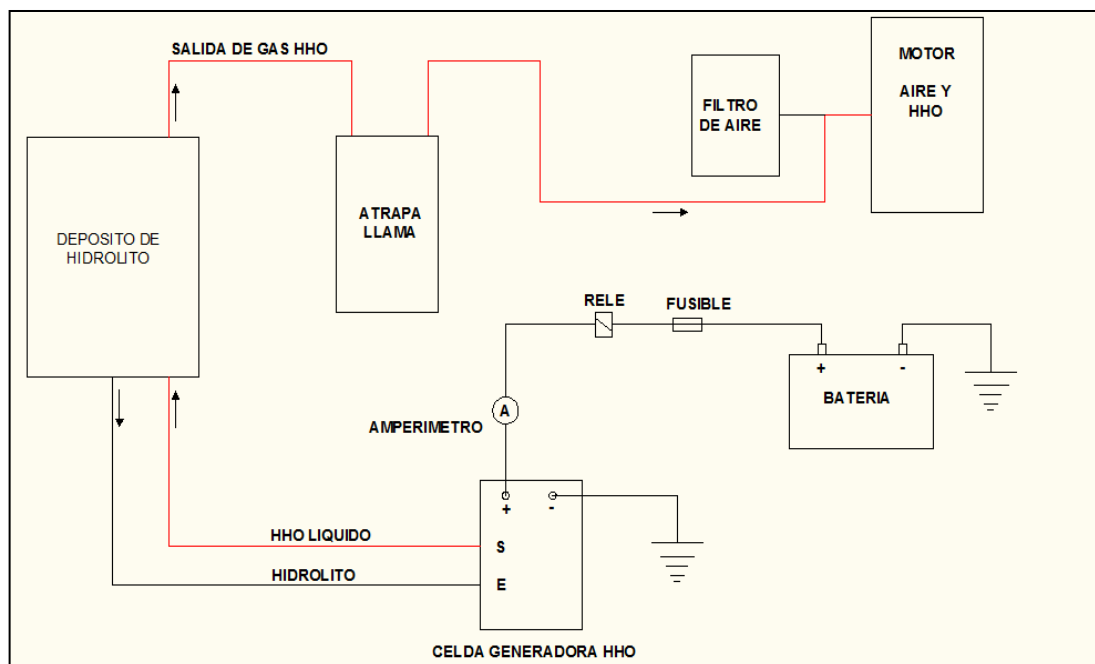 SALIDA DE GAS HHO
MOTOR
AIRE Y
HHO
FILTRO
DE AIRE
ATRAPA
LLAMA
DEPOSITO DE
HIDROLITO
RELE
FUSIBLE
+
-
BATERIA
A
AMPERIMETRO
+
-
HHO LIQUIDO
S
HIDROLITO
E
CELDA GENERADORA HHO